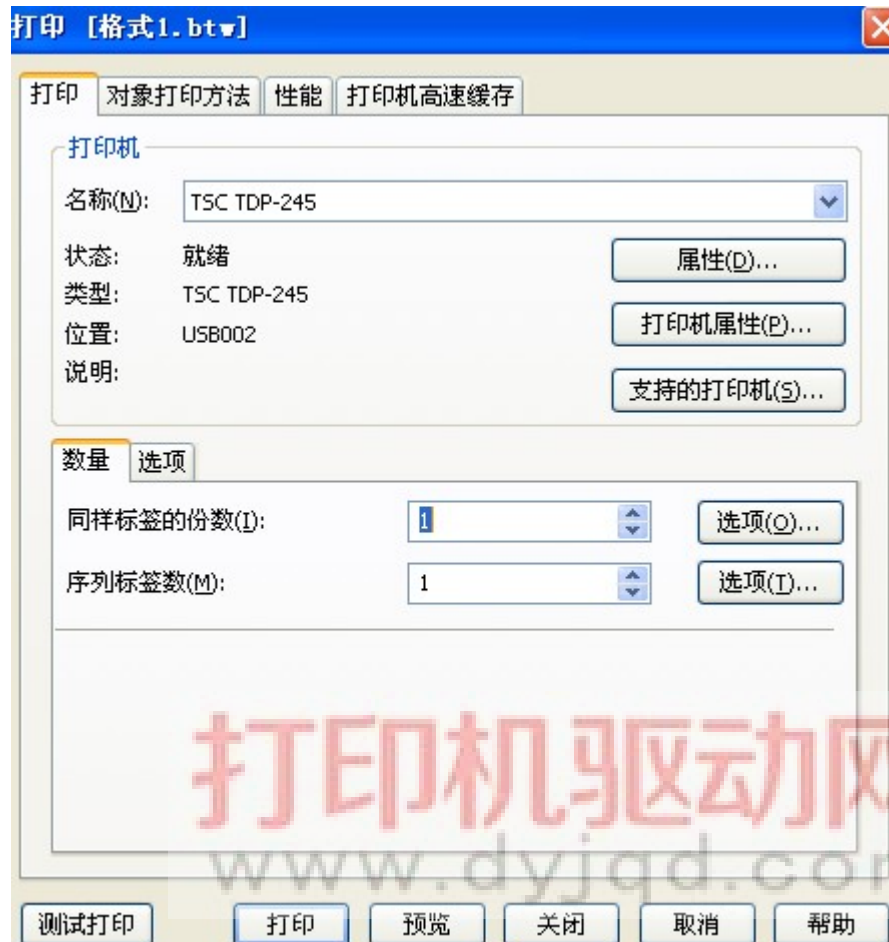 打印 [格式1.btw]
打印 对象打印方法 性能 打印机高速缓存
打印机
名称(N): TSC TDP-245
状态: 就绪 属性(D)...
类型: TSC TDP-245
位置: USB002 打印机属性(P)...
说明: 支持的打印机(S)...
数量 选项
同样标签的份数(I): 1 选项(O)...
序列标签数(M): 1 选项(T)...
打印机驱动网
www.dyjqd.com
测试打印 打印 预览 关闭 取消 帮助